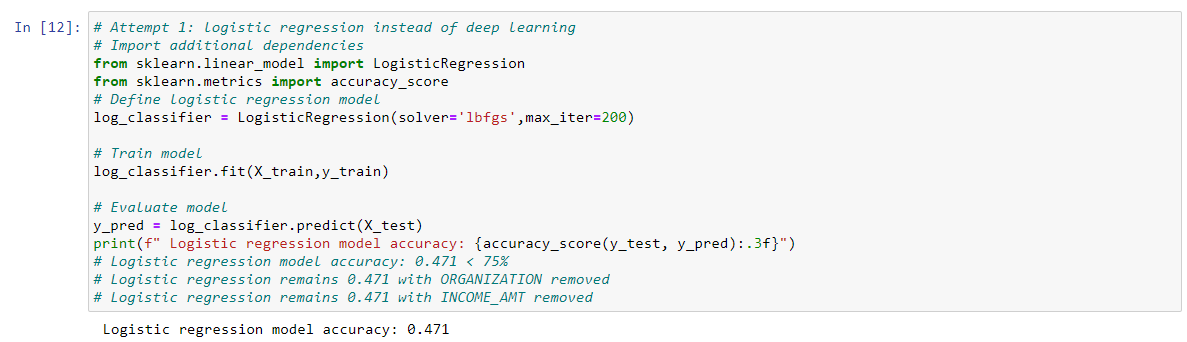 In [12]: # Attempt 1: logistic regression instead of deep learning
# Import additional dependencies
from sklearn.linear_model import LogisticRegression
from sklearn.metrics import accuracy_score
# Define logistic regression model
log_classifier = LogisticRegression(solver='lbfgs',max_iter=200)
# Train model
log_classifier.fit(X_train,y_train)
# Evaluate model
y_pred = log_classifier.predict(X_test)
print(f" Logistic regression model accuracy: {accuracy_score(y_test, y_pred):.3f}")
# Logistic regression model accuracy: 0.471 < 75%
# Logistic regression remains 0.471 with ORGANIZATION removed
# Logistic regression remains 0.471 with INCOME_AMT removed
Logistic regression model accuracy: 0.471